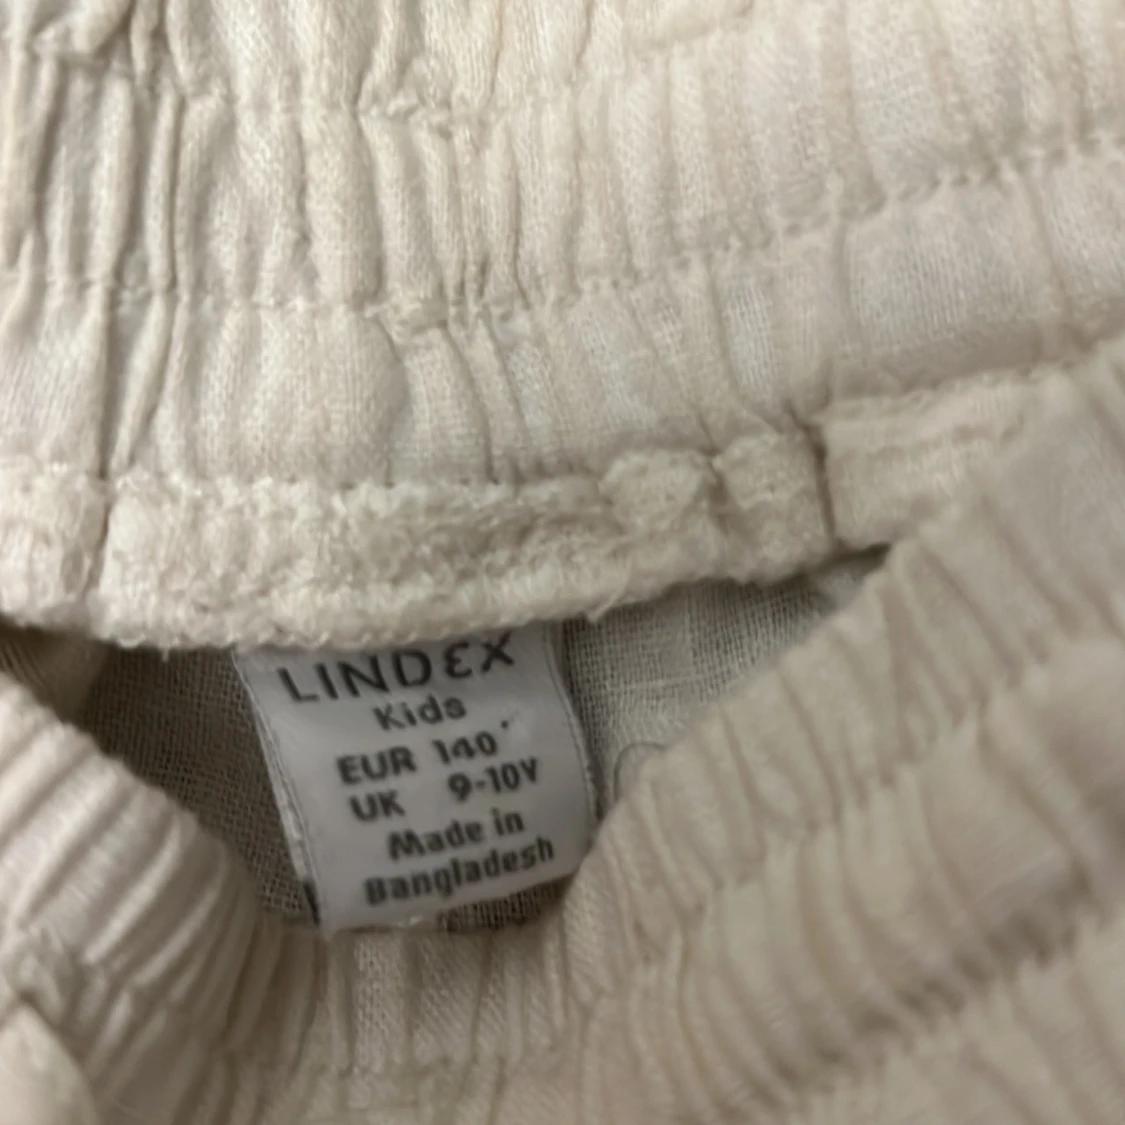 LINDEX
Kids
EUR 140
UK 9-10Y
Made in
Bangladesh